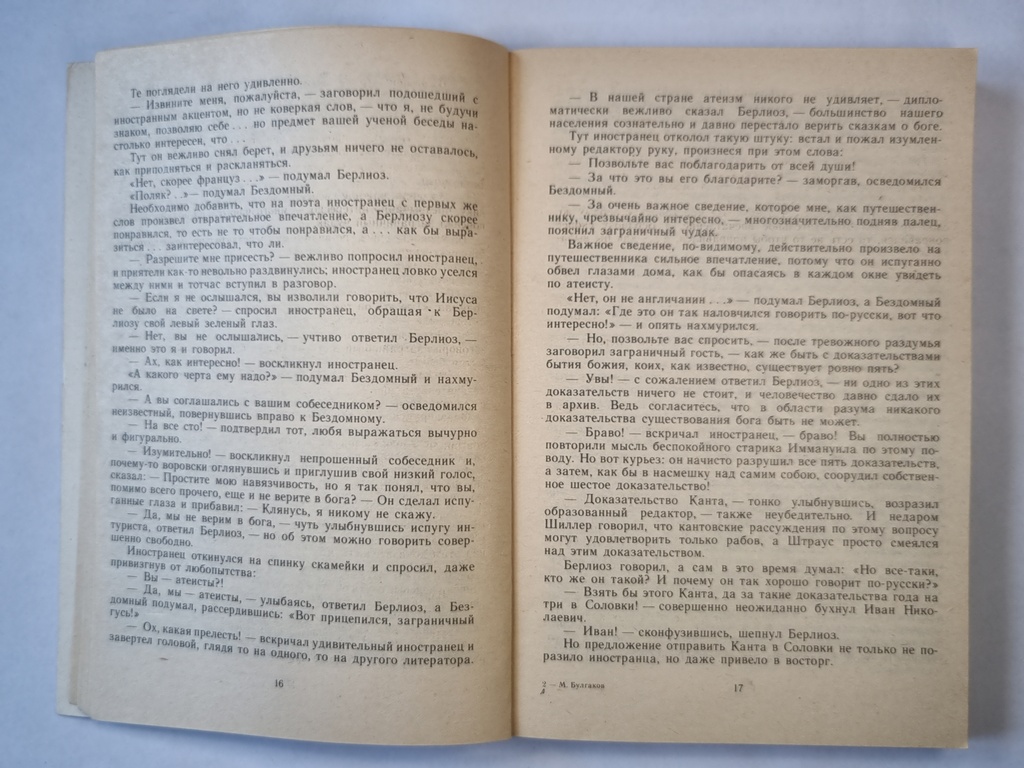 Те поглядели на него удивленно.
— Извините меня, пожалуйста, — заговорил подошедший с
иностранным акцентом, но не коверкая слов, — что я, не будучи
знаком, позволяю себе . . . но предмет вашей ученой беседы на-
столько интересен, что . . .
Тут он вежливо снял берет, и друзьям ничего не оставалось,
как приподняться и раскланяться.
«Нет, скорее француз . . .» — подумал Берлиоз.
«Поляк? . .» — подумал Бездомный.
Необходимо добавить, что на поэта иностранец с первых же
слов произвел отвратительное впечатление, а Берлиозу скорее
понравился, то есть не то чтобы понравился, а . . . как бы выра-
зиться . . . заинтересовал, что ли.
— Разрешите мне присесть? — вежливо попросил иностранец,
и приятели как-то невольно раздвинулись; иностранец ловко уселся
между ними и тотчас вступил в разговор.
— Если я не ослышался, вы изволили говорить, что Иисуса
не было на свете? — спросил иностранец, обращая к Бер-
лиозу свой левый зеленый глаз.
— Нет, вы не ослышались, — учтиво ответил Берлиоз, —
именно это я и говорил.
— Ах, как интересно! — воскликнул иностранец.
«А какого черта ему надо?» — подумал Бездомный и нахму-
рился.
— А вы соглашались с вашим собеседником? — осведомился
неизвестный, повернувшись вправо к Бездомному.
— На все сто! — подтвердил тот, любя выражаться вычурно
и фигурально.
— Изумительно! — воскликнул непрошенный собеседник и,
почему-то воровски оглянувшись и приглушив свой низкий голос,
сказал: — Простите мою навязчивость, но я так понял, что вы,
помимо всего прочего, еще и не верите в бога? — Он сделал испу-
ганные глаза и прибавил: — Клянусь, я никому не скажу.
— Да, мы не верим в бога, — чуть улыбнувшись испугу ин-
туриста, ответил Берлиоз, — но об этом можно говорить совер-
шенно свободно.
Иностранец откинулся на спинку скамейки и спросил, даже
привизгнув от любопытства:
— Вы — атеисты?!
— Да, мы — атеисты, — улыбаясь, ответил Берлиоз, а Без-
домный подумал, рассердившись: «Вот прицепился, заграничный
гусь!»
— Ох, какая прелесть! — вскричал удивительный иностранец и
завертел головой, глядя то на одного, то на другого литератора.
16
— В нашей стране атеизм никого не удивляет, — дипло-
матически вежливо сказал Берлиоз, — большинство нашего
населения сознательно и давно перестало верить сказкам о боге.
Тут иностранец отколол такую штуку: встал и пожал изумлен-
ному редактору руку, произнеся при этом слова:
— Позвольте вас поблагодарить от всей души!
— За что это вы его благодарите? — заморгав, осведомился
Бездомный.
— За очень важное сведение, которое мне, как путешествен-
нику, чрезвычайно интересно, — многозначительно подняв палец,
пояснил заграничный чудак.
Важное сведение, по-видимому, действительно произвело на
путешественника сильное впечатление, потому что он испуганно
обвел глазами дома, как бы опасаясь в каждом окне увидеть
по атеисту.
«Нет, он не англичанин . . .» — подумал Берлиоз, а Бездомный
подумал: «Где это он так наловчился говорить по-русски, вот что
интересно!» — и опять нахмурился.
— Но, позвольте вас спросить, — после тревожного раздумья
заговорил заграничный гость, — как же быть с доказательствами
бытия божия, коих, как известно, существует ровно пять?
— Увы! — с сожалением ответил Берлиоз, — ни одно из этих
доказательств ничего не стоит, и человечество давно сдало их
в архив. Ведь согласитесь, что в области разума никакого
доказательства существования бога быть не может.
— Браво! — вскричал иностранец, — браво! Вы полностью
повторили мысль беспокойного старика Иммануила по этому по-
воду. Но вот курьез: он начисто разрушил все пять доказательств,
а затем, как бы в насмешку над самим собою, соорудил собствен-
ное шестое доказательство!
— Доказательство Канта, — тонко улыбнувшись, возразил
образованный редактор, — также неубедительно. И недаром
Шиллер говорил, что кантовские рассуждения по этому вопросу
могут удовлетворить только рабов, а Штраус просто смеялся
над этим доказательством.
Берлиоз говорил, а сам в это время думал: «Но все-таки,
кто же он такой? И почему он так хорошо говорит по-русски?»
— Взять бы этого Канта, да за такие доказательства года на
три в Соловки! — совершенно неожиданно бухнул Иван Нико-
лаевич.
— Иван! — сконфузившись, шепнул Берлиоз.
Но предложение отправить Канта в Соловки не только не по-
разило иностранца, но даже привело в восторг.
2 — М. Булгаков
17